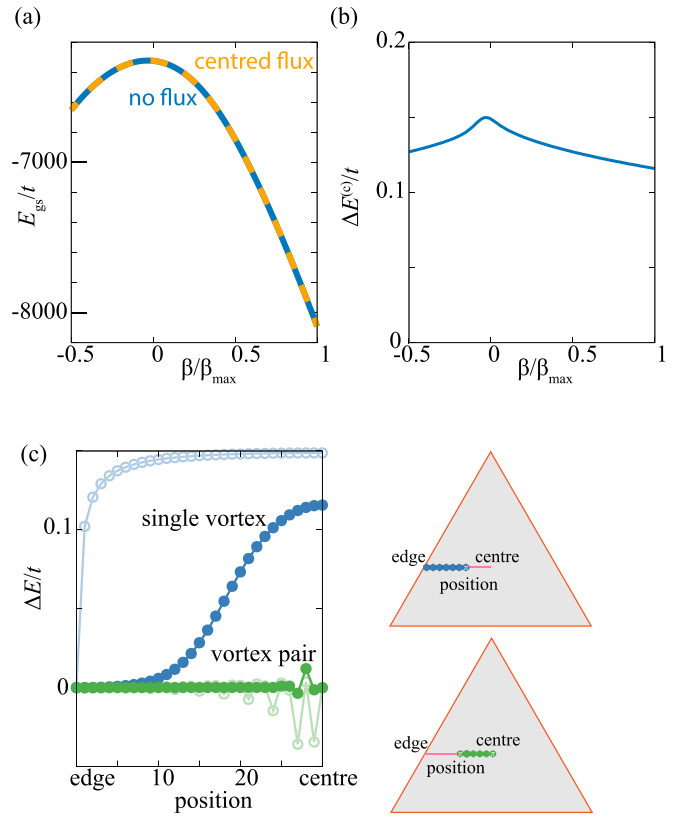 (a)
E_gs/t
-7000
-8000
centred flux
no flux
-0.5 0 0.5 1
β/β_max
(b)
ΔE^(c)/t
0.2
0.1
0
-0.5 0 0.5 1
β/β_max
(c)
ΔE/t
0.1
0
single vortex
vortex pair
edge 10 20 centre
position
edge centre
position
edge centre
position